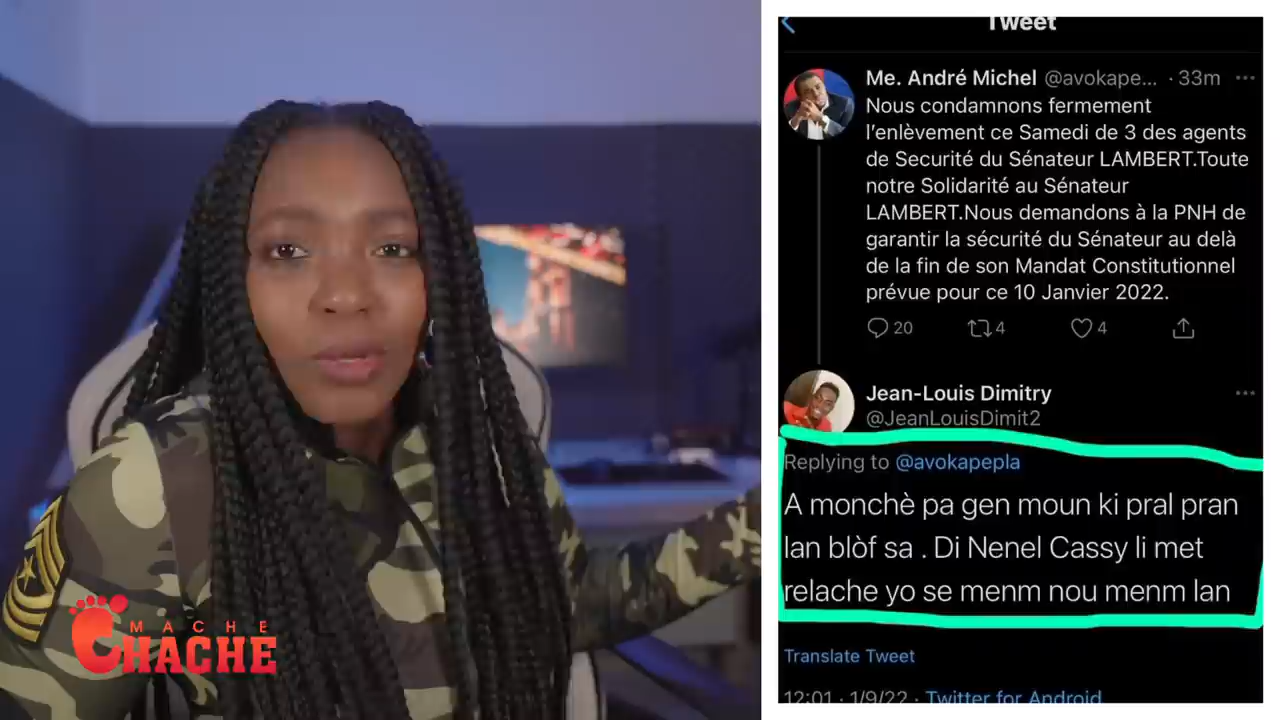 MACHE
CHACHE
Tweet
Me. André Michel @avokape... · 33m
Nous condamnons fermement
l'enlèvement ce Samedi de 3 des agents
de Securité du Sénateur LAMBERT.Toute
notre Solidarité au Sénateur
LAMBERT.Nous demandons à la PNH de
garantir la sécurité du Sénateur au delà
de la fin de son Mandat Constitutionnel
prévue pour ce 10 Janvier 2022.
20 4 4
Jean-Louis Dimitry
@JeanLouisDimit2
Replying to @avokapepla
A monchè pa gen moun ki pral pran
lan blòf sa . Di Nenel Cassy li met
relache yo se menm nou menm lan
Translate Tweet
12:01 · 1/9/22 · Twitter for Android